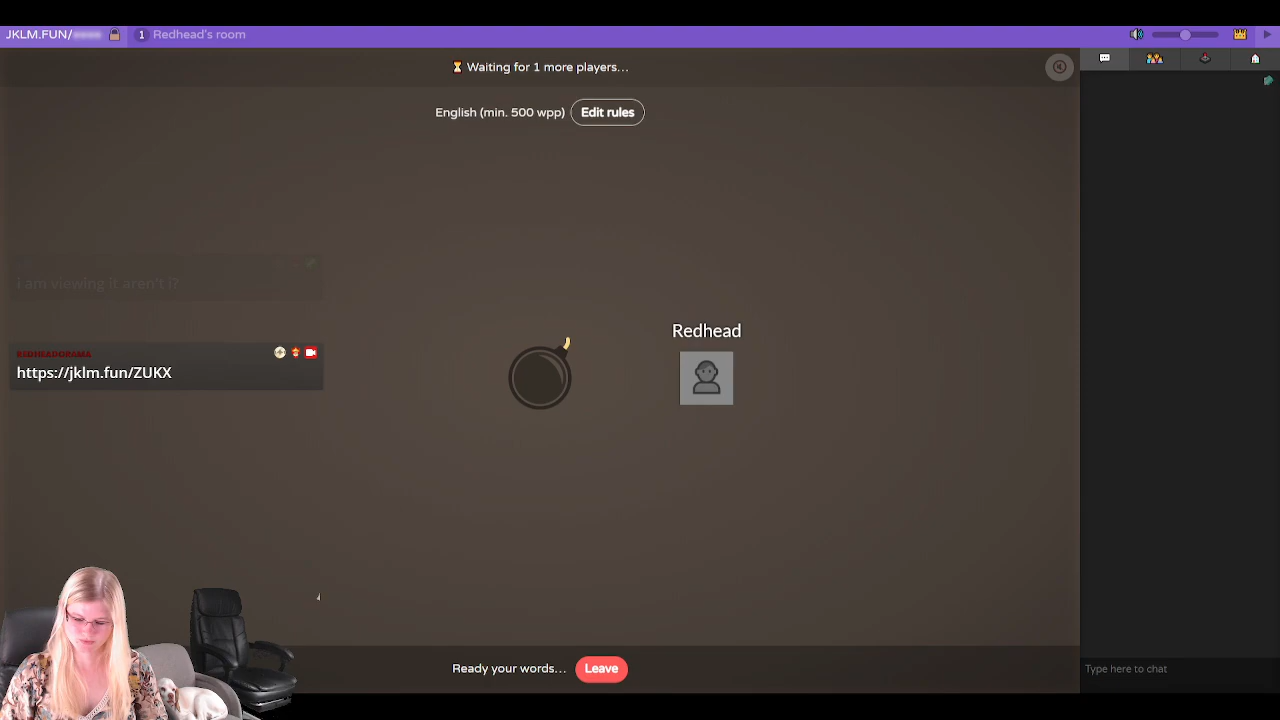 JKLM.FUN/
1 Redhead's room
Waiting for 1 more players…
English (min. 500 wpp) Edit rules
i am viewing it aren't i?
REDHEADORAMA
https://jklm.fun/ZUKX
Redhead
Ready your words… Leave
Type here to chat